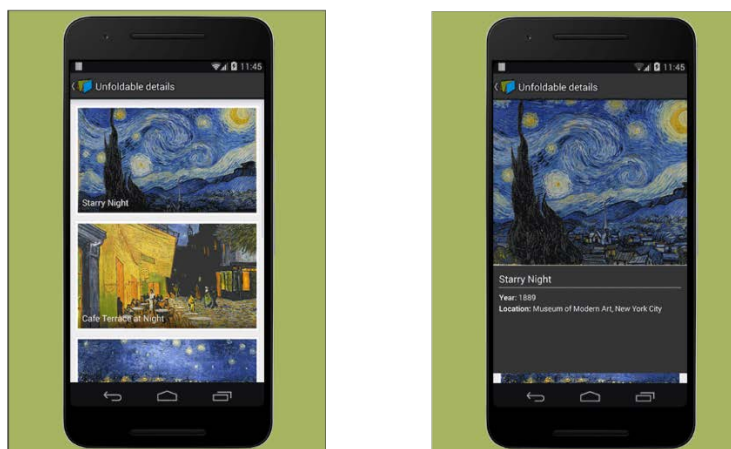 11:45
Unfoldable details
Starry Night
Cafe Terrace at Night
11:45
Unfoldable details
Starry Night
Year: 1889
Location: Museum of Modern Art, New York City